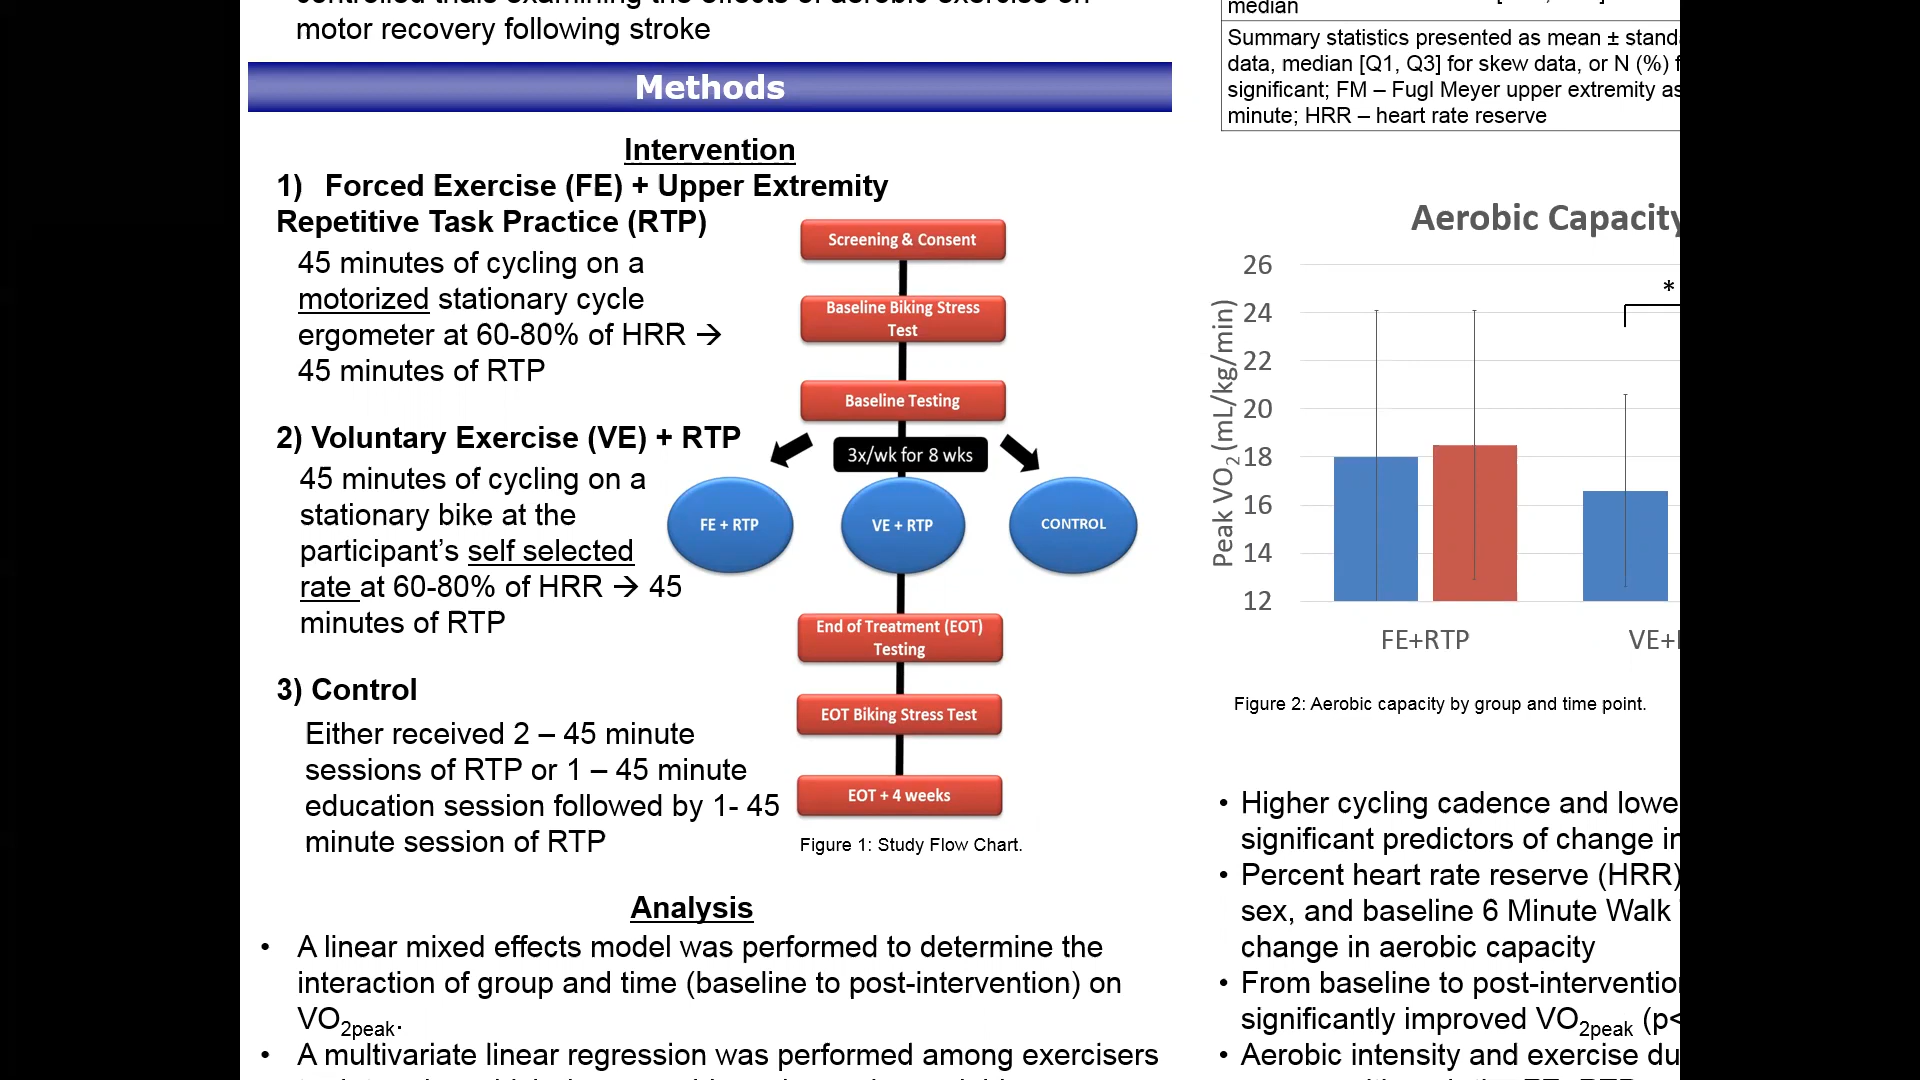 motor recovery following stroke
Methods
Intervention
1) Forced Exercise (FE) + Upper Extremity
Repetitive Task Practice (RTP)
45 minutes of cycling on a
motorized stationary cycle
ergometer at 60-80% of HRR →
45 minutes of RTP
2) Voluntary Exercise (VE) + RTP
45 minutes of cycling on a
stationary bike at the
participant’s self selected
rate at 60-80% of HRR → 45
minutes of RTP
3) Control
Either received 2 – 45 minute
sessions of RTP or 1 – 45 minute
education session followed by 1- 45
minute session of RTP
Screening & Consent
Baseline Biking Stress
Test
Baseline Testing
3x/wk for 8 wks
FE + RTP
VE + RTP
CONTROL
End of Treatment (EOT)
Testing
EOT Biking Stress Test
EOT + 4 weeks
Figure 1: Study Flow Chart.
Analysis
• A linear mixed effects model was performed to determine the
interaction of group and time (baseline to post-intervention) on
VO2peak.
• A multivariate linear regression was performed among exercisers
median
Summary statistics presented as mean ±
data, median [Q1, Q3] for skew data, or N (%)
significant; FM – Fugl Meyer upper extremity
minute; HRR – heart rate reserve
Aerobic Capacity
Peak VO2 (mL/kg/min)
26
24
22
20
18
16
14
12
*
FE+RTP
VE+
Figure 2: Aerobic capacity by group and time point.
• Higher cycling cadence and
significant predictors of change in
• Percent heart rate reserve (HRR)
sex, and baseline 6 Minute Walk
change in aerobic capacity
• From baseline to
significantly improved VO2peak (p<
• Aerobic intensity and exercise